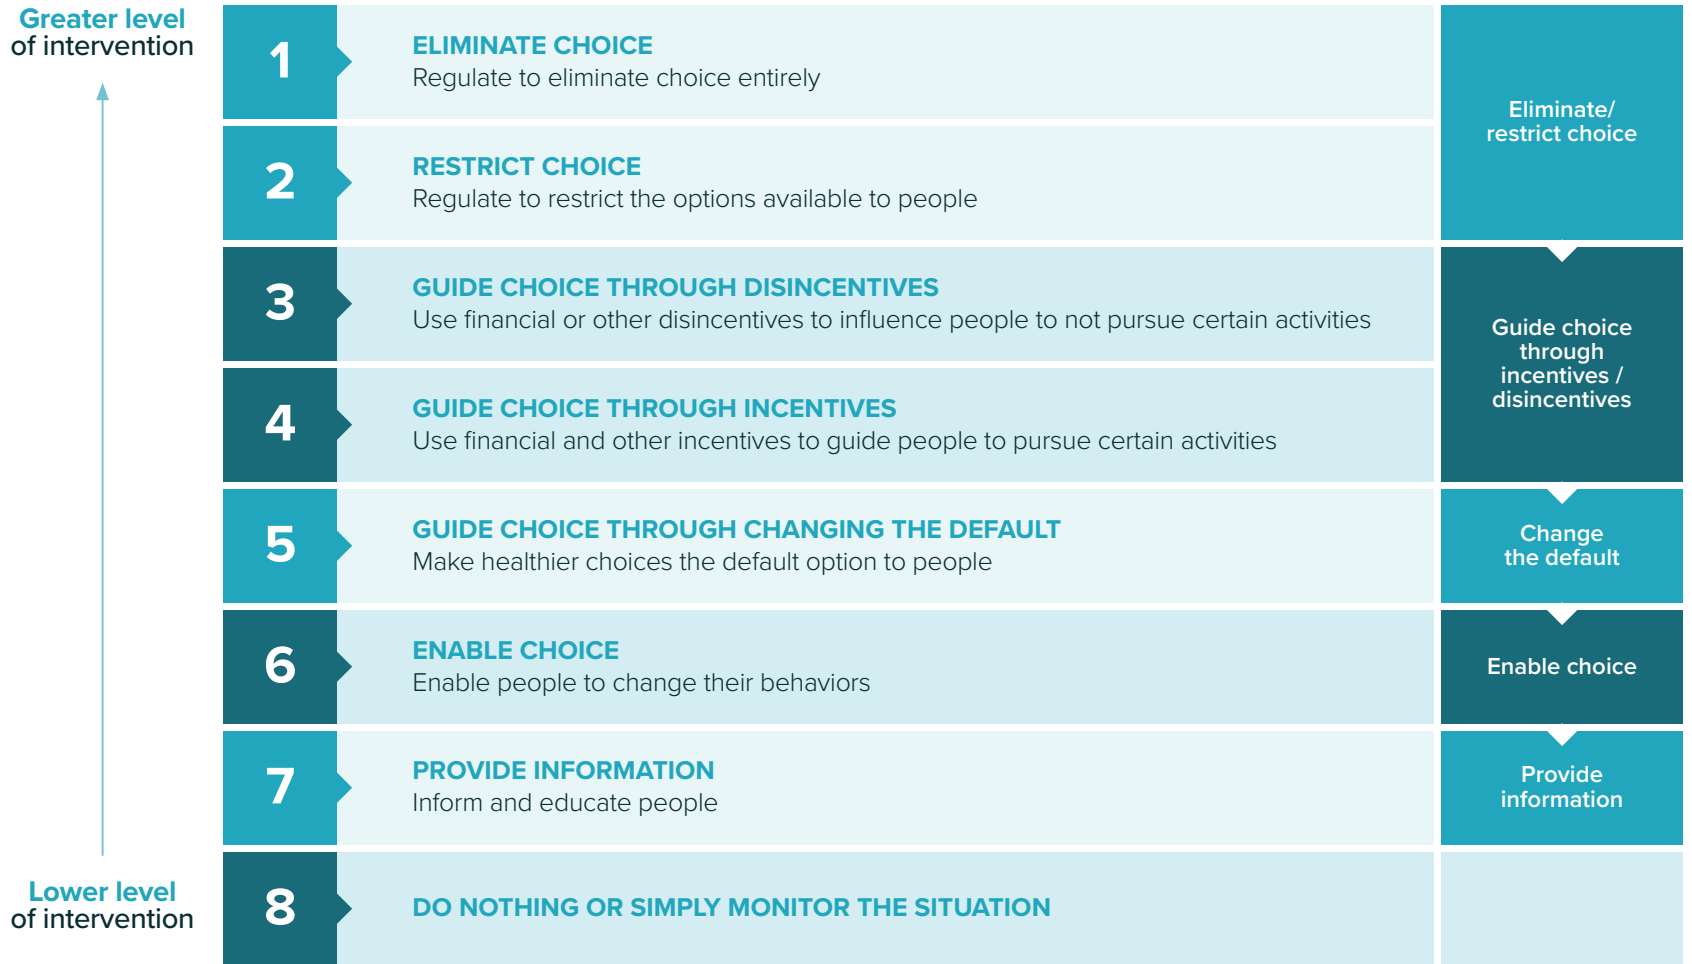 Greater level
of intervention
1
ELIMINATE CHOICE
Regulate to eliminate choice entirely
2
RESTRICT CHOICE
Regulate to restrict the options available to people
Eliminate/
restrict choice
3
GUIDE CHOICE THROUGH DISINCENTIVES
Use financial or other disincentives to influence people to not pursue certain activities
4
GUIDE CHOICE THROUGH INCENTIVES
Use financial and other incentives to guide people to pursue certain activities
Guide choice
through
incentives /
disincentives
5
GUIDE CHOICE THROUGH CHANGING THE DEFAULT
Make healthier choices the default option to people
Change
the default
6
ENABLE CHOICE
Enable people to change their behaviors
Enable choice
7
PROVIDE INFORMATION
Inform and educate people
Provide
information
Lower level
of intervention
8
DO NOTHING OR SIMPLY MONITOR THE SITUATION